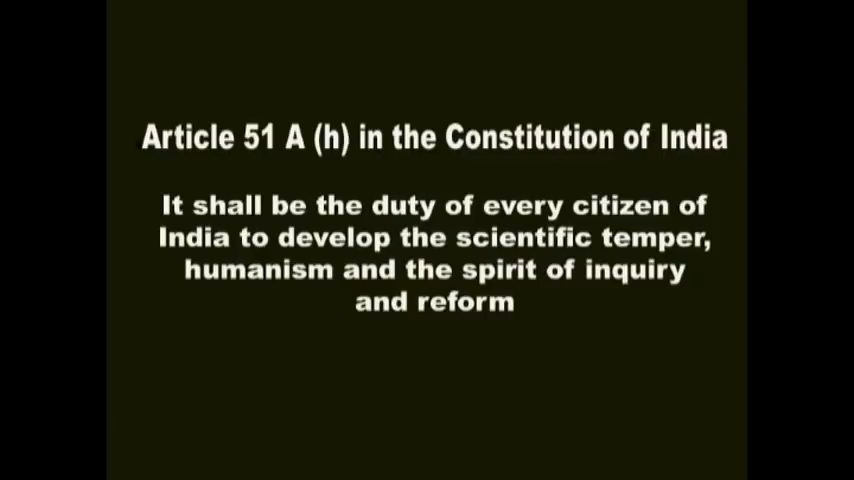 Article 51 A (h) in the Constitution of India
It shall be the duty of every citizen of
India to develop the scientific temper,
humanism and the spirit of inquiry
and reform